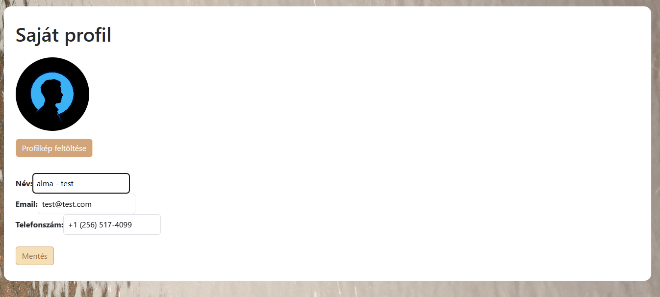 Saját profil
Profilkép feltöltése
Név: alma - test
Email: test@test.com
Telefonszám: +1 (256) 517-4099
Mentés